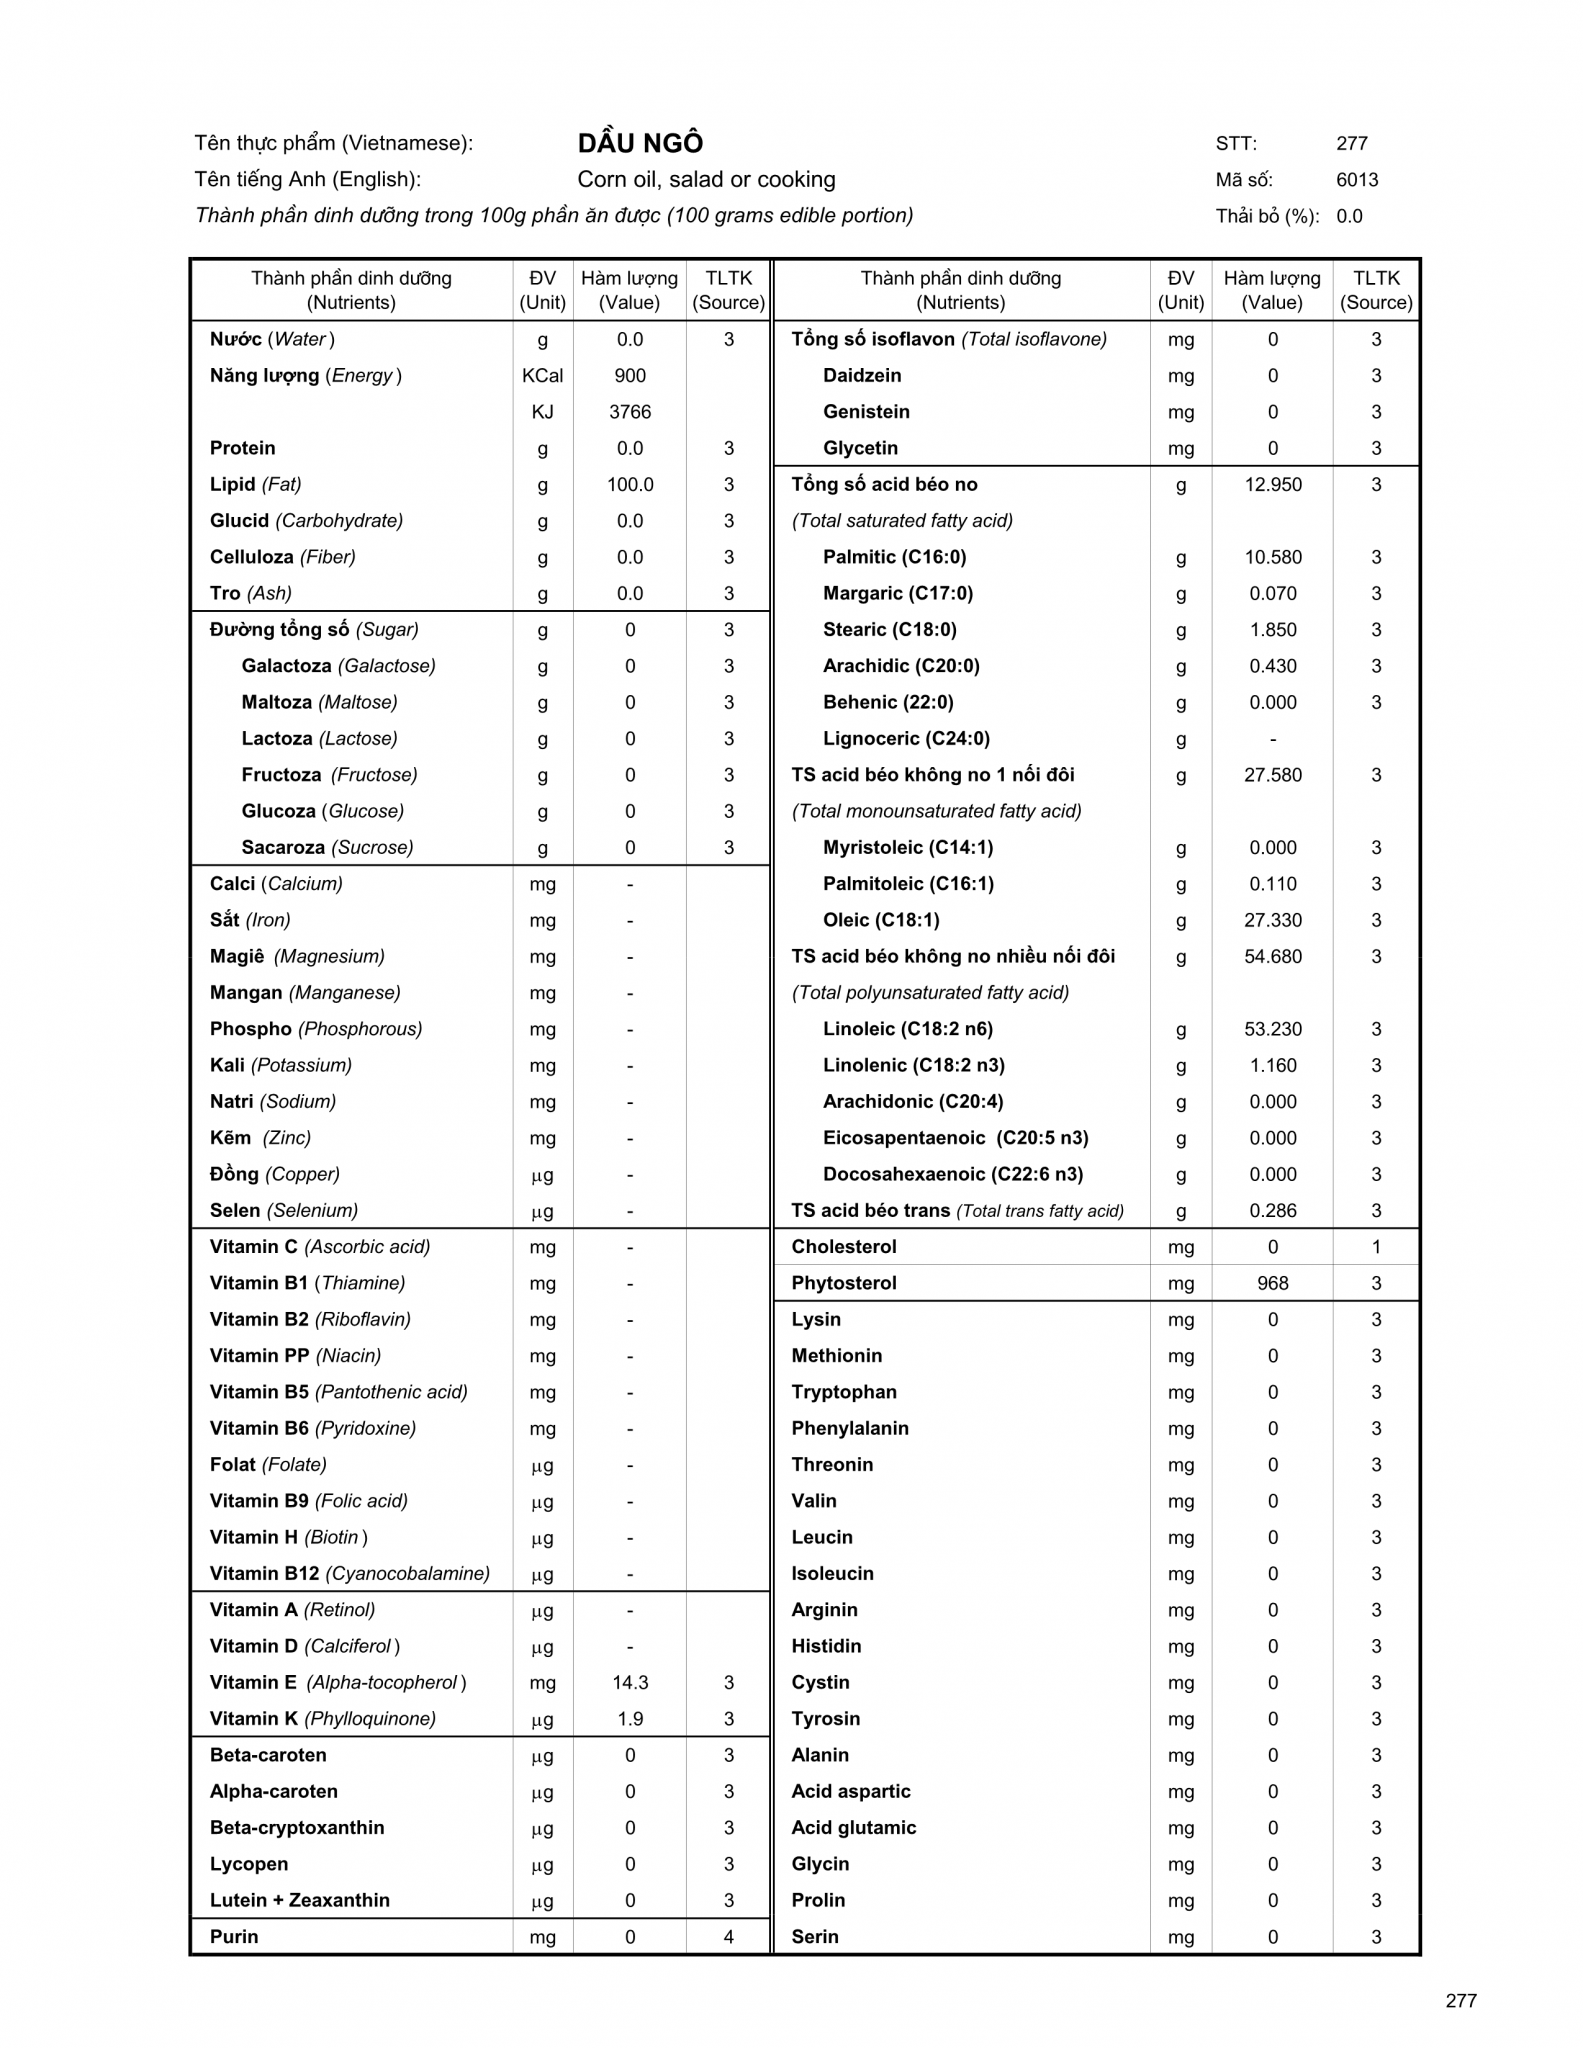 Tên thực phẩm (Vietnamese): DẦU NGÔ STT: 277
Tên tiếng Anh (English): Corn oil, salad or cooking Mã số: 6013
Thành phần dinh dưỡng trong 100g phần ăn được (100 grams edible portion) Thải bỏ (%): 0.0
Thành phần dinh dưỡng (Nutrients) ĐV (Unit) Hàm lượng (Value) TLTK (Source)
Nước (Water) g 0.0 3
Năng lượng (Energy) KCal 900
KJ 3766
Protein g 0.0 3
Lipid (Fat) g 100.0 3
Glucid (Carbohydrate) g 0.0 3
Celluloza (Fiber) g 0.0 3
Tro (Ash) g 0.0 3
Đường tổng số (Sugar) g 0 3
Galactoza (Galactose) g 0 3
Maltoza (Maltose) g 0 3
Lactoza (Lactose) g 0 3
Fructoza (Fructose) g 0 3
Glucoza (Glucose) g 0 3
Sacaroza (Sucrose) g 0 3
Calci (Calcium) mg -
Sắt (Iron) mg -
Magiê (Magnesium) mg -
Mangan (Manganese) mg -
Phospho (Phosphorous) mg -
Kali (Potassium) mg -
Natri (Sodium) mg -
Kẽm (Zinc) mg -
Đồng (Copper) µg -
Selen (Selenium) µg -
Vitamin C (Ascorbic acid) mg -
Vitamin B1 (Thiamine) mg -
Vitamin B2 (Riboflavin) mg -
Vitamin PP (Niacin) mg -
Vitamin B5 (Pantothenic acid) mg -
Vitamin B6 (Pyridoxine) mg -
Folat (Folate) µg -
Vitamin B9 (Folic acid) µg -
Vitamin H (Biotin) µg -
Vitamin B12 (Cyanocobalamine) µg -
Vitamin A (Retinol) µg -
Vitamin D (Calciferol) µg -
Vitamin E (Alpha-tocopherol) mg 14.3 3
Vitamin K (Phylloquinone) µg 1.9 3
Beta-caroten µg 0 3
Alpha-caroten µg 0 3
Beta-cryptoxanthin µg 0 3
Lycopen µg 0 3
Lutein + Zeaxanthin µg 0 3
Purin mg 0 4
Thành phần dinh dưỡng (Nutrients) ĐV (Unit) Hàm lượng (Value) TLTK (Source)
Tổng số isoflavon (Total isoflavone) mg 0 3
Daidzein mg 0 3
Genistein mg 0 3
Glycetin mg 0 3
Tổng số acid béo no g 12.950 3
(Total saturated fatty acid)
Palmitic (C16:0) g 10.580 3
Margaric (C17:0) g 0.070 3
Stearic (C18:0) g 1.850 3
Arachidic (C20:0) g 0.430 3
Behenic (22:0) g 0.000 3
Lignoceric (C24:0) g -
TS acid béo không no 1 nối đôi g 27.580 3
(Total monounsaturated fatty acid)
Myristoleic (C14:1) g 0.000 3
Palmitoleic (C16:1) g 0.110 3
Oleic (C18:1) g 27.330 3
TS acid béo không no nhiều nối đôi g 54.680 3
(Total polyunsaturated fatty acid)
Linoleic (C18:2 n6) g 53.230 3
Linolenic (C18:2 n3) g 1.160 3
Arachidonic (C20:4) g 0.000 3
Eicosapentaenoic (C20:5 n3) g 0.000 3
Docosahexaenoic (C22:6 n3) g 0.000 3
TS acid béo trans (Total trans fatty acid) g 0.286 3
Cholesterol mg 0 1
Phytosterol mg 968 3
Lysin mg 0 3
Methionin mg 0 3
Tryptophan mg 0 3
Phenylalanin mg 0 3
Threonin mg 0 3
Valin mg 0 3
Leucin mg 0 3
Isoleucin mg 0 3
Arginin mg 0 3
Histidin mg 0 3
Cystin mg 0 3
Tyrosin mg 0 3
Alanin mg 0 3
Acid aspartic mg 0 3
Acid glutamic mg 0 3
Glycin mg 0 3
Prolin mg 0 3
Serin mg 0 3
277